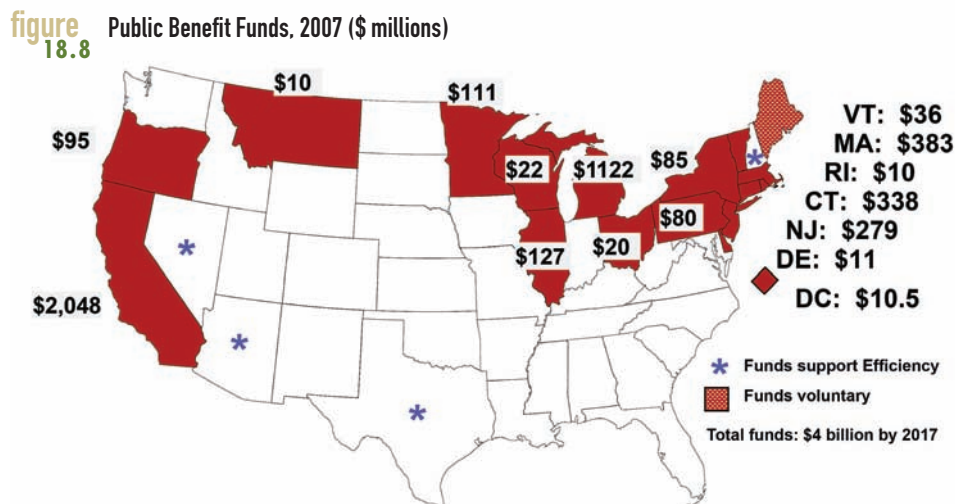 figure
18.8
Public Benefit Funds, 2007 ($ millions)
$10
$111
$95
$22
$1122
$85
$80
$127
$20
$2,048
VT: $36
MA: $383
RI: $10
CT: $338
NJ: $279
DE: $11
DC: $10.5
* Funds support Efficiency
Funds voluntary
Total funds: $4 billion by 2017